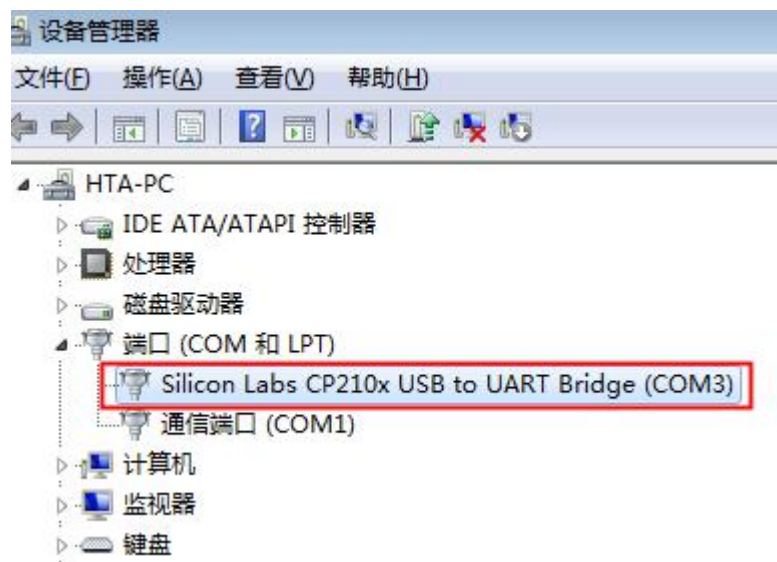 设备管理器
文件(F) 操作(A) 查看(V) 帮助(H)
HTA-PC
IDE ATA/ATAPI 控制器
处理器
磁盘驱动器
端口 (COM 和 LPT)
Silicon Labs CP210x USB to UART Bridge (COM3)
通信端口 (COM1)
计算机
监视器
键盘